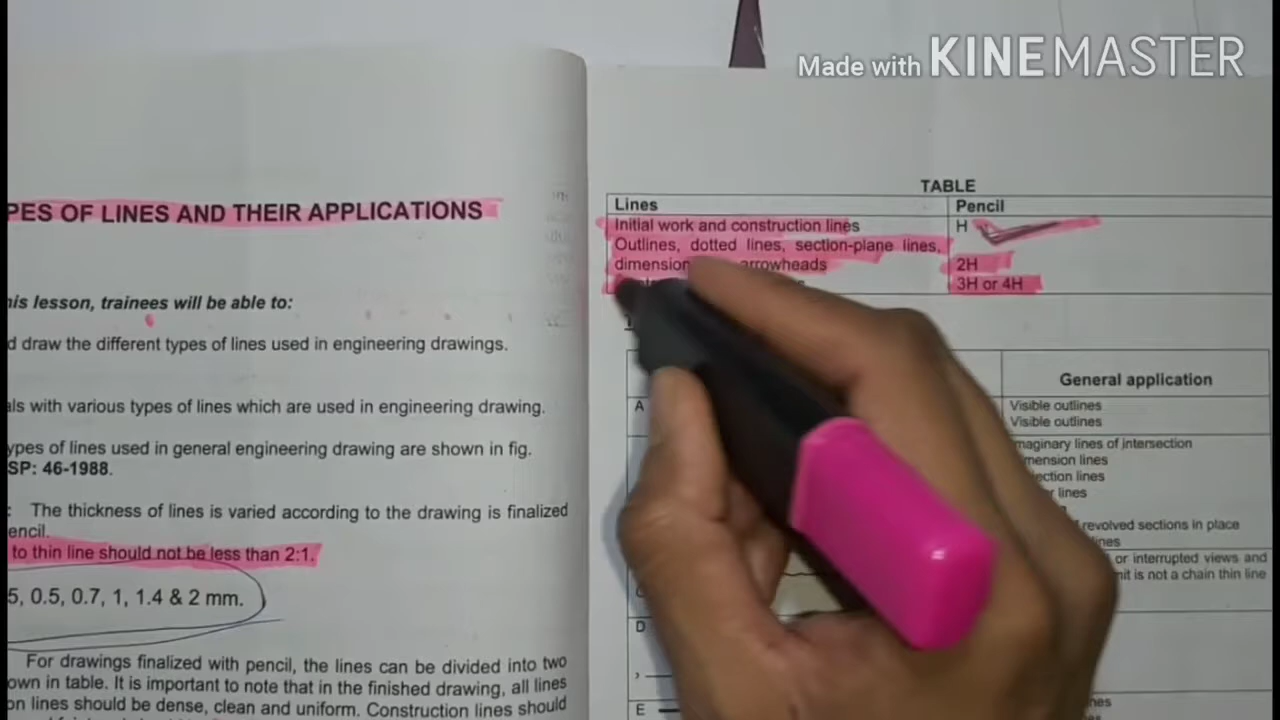 Made with KINEMASTER
PES OF LINES AND THEIR APPLICATIONS
his lesson, trainees will be able to:
d draw the different types of lines used in engineering drawings.
als with various types of lines which are used in engineering drawing.
ypes of lines used in general engineering drawing are shown in fig.
SP: 46-1988.
: The thickness of lines is varied according to the drawing is finalized
encil.
to thin line should not be less than 2:1.
5, 0.5, 0.7, 1, 1.4 & 2 mm.
For drawings finalized with pencil, the lines can be divided into two
own in table. It is important to note that in the finished drawing, all lines
on lines should be dense, clean and uniform. Construction lines should
TABLE
Lines Pencil
Initial work and construction lines H
Outlines, dotted lines, section-plane lines,
dimension arrowheads 2H
3H or 4H
General application
A Visible outlines
Visible outlines
maginary lines of intersection
mension lines
ection lines
lines
revolved sections in place
lines
or interrupted views and
mit is not a chain thin line
C
D
E